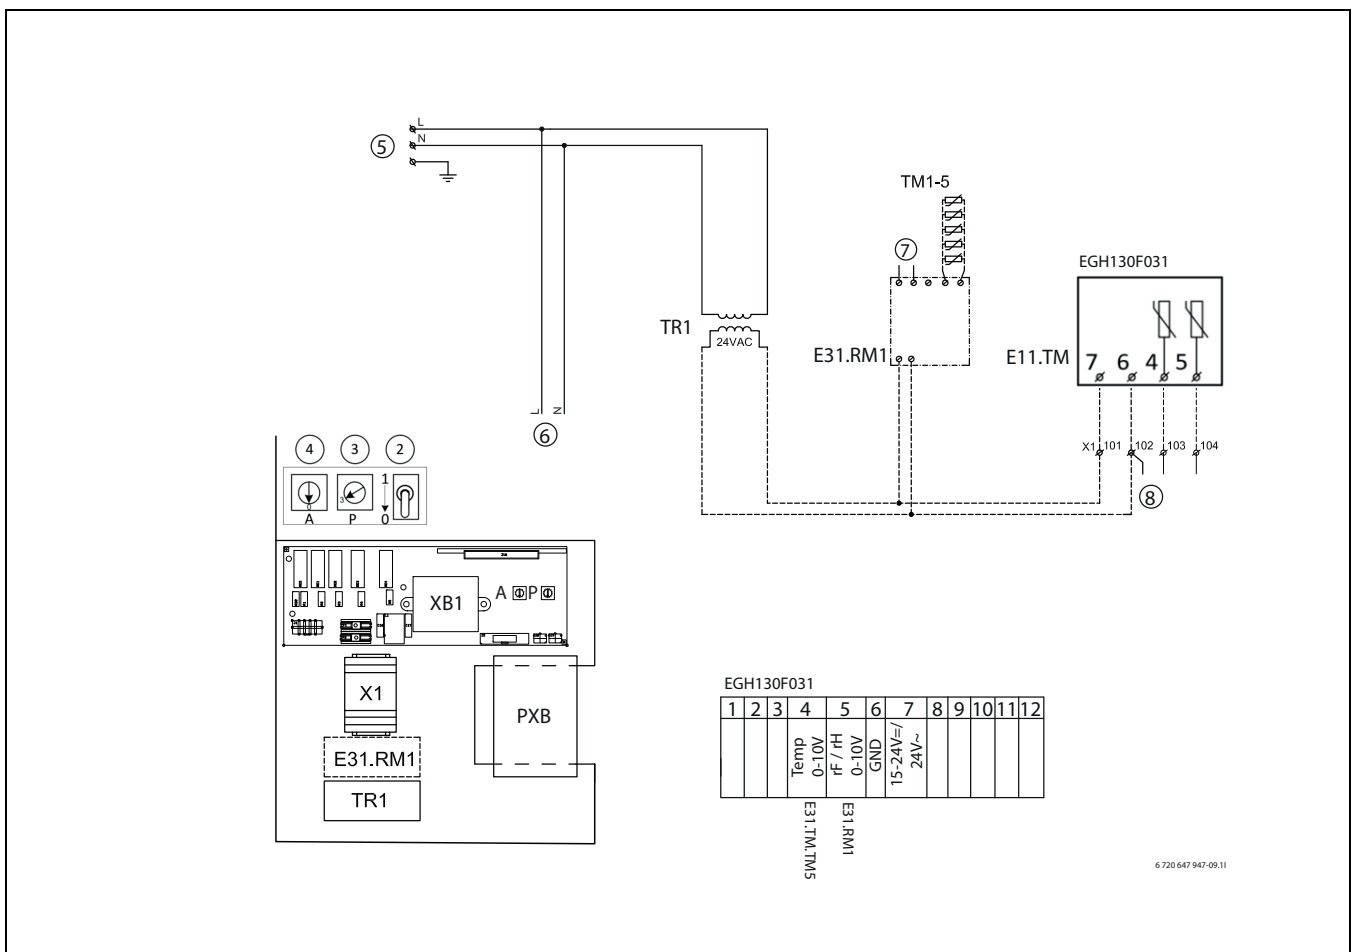 L
5
N
TM1-5
7
EGH130F031
TR1
24VAC
E31.RM1
E11.TM
7 6 4 5
L N
6
X1 101 102 103 104
8
4 3 2
0
3
1
A P 0
XB1
A P
X1
PXB
E31.RM1
TR1
EGH130F031
1 2 3 4 5 6 7 8 9 10 11 12
Temp
0-10V
rF / rH
0-10V
GND
15-24V=/
24V~
E31.TM.TM5
E31.RM1
6 720 647 947-09.1I